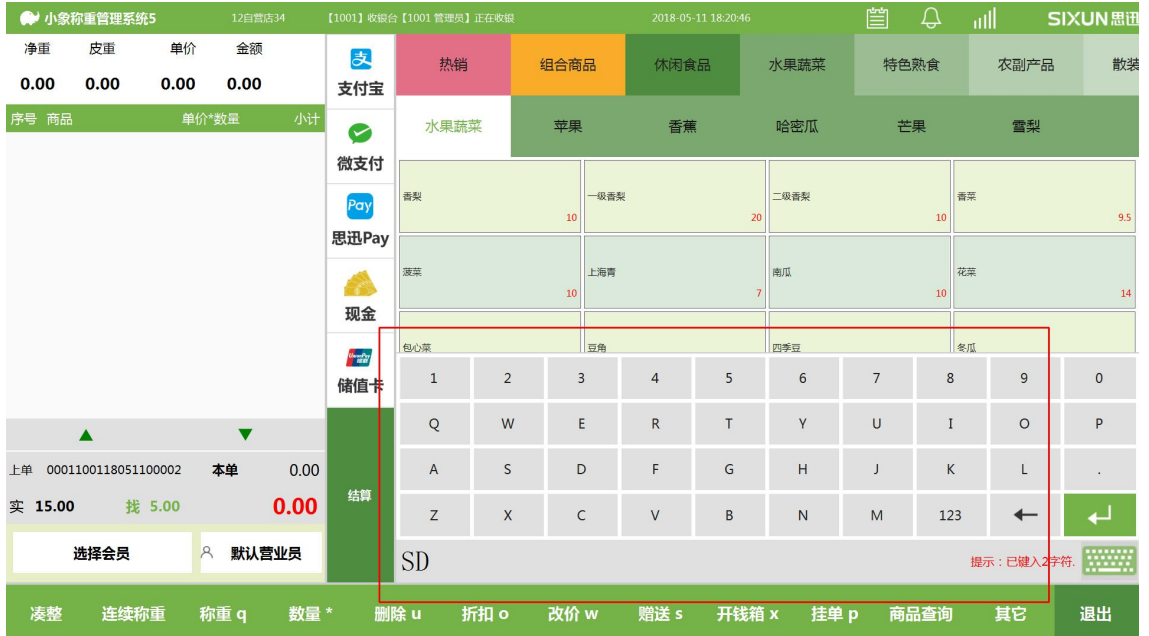 小象称重管理系统5 12自营店34 【1001】收银台【1001 管理员】正在收银 2018-05-11 18:20:46 SIXUN思迅
净重 皮重 单价 金额
0.00 0.00 0.00 0.00
序号 商品 单价*数量 小计
上单 0001100118051100002 本单 0.00
实 15.00 找 5.00 0.00
选择会员 默认营业员
支
支付宝
微支付
Pay
思迅Pay
现金
UnionPay
银联
储值卡
结算
热销 组合商品 休闲食品 水果蔬菜 特色熟食 农副产品 散装
水果蔬菜 苹果 香蕉 哈密瓜 芒果 雪梨
香梨 10 一级香梨 20 二级香梨 10 香菜 9.5
菠菜 10 上海青 7 南瓜 10 花菜 14
包心菜 豆角 四季豆 冬瓜
1 2 3 4 5 6 7 8 9 0
Q W E R T Y U I O P
A S D F G H J K L .
Z X C V B N M 123
SD 提示：已键入2字符.
凑整 连续称重 称重 q 数量 * 删除 u 折扣 o 改价 w 赠送 s 开钱箱 x 挂单 p 商品查询 其它 退出